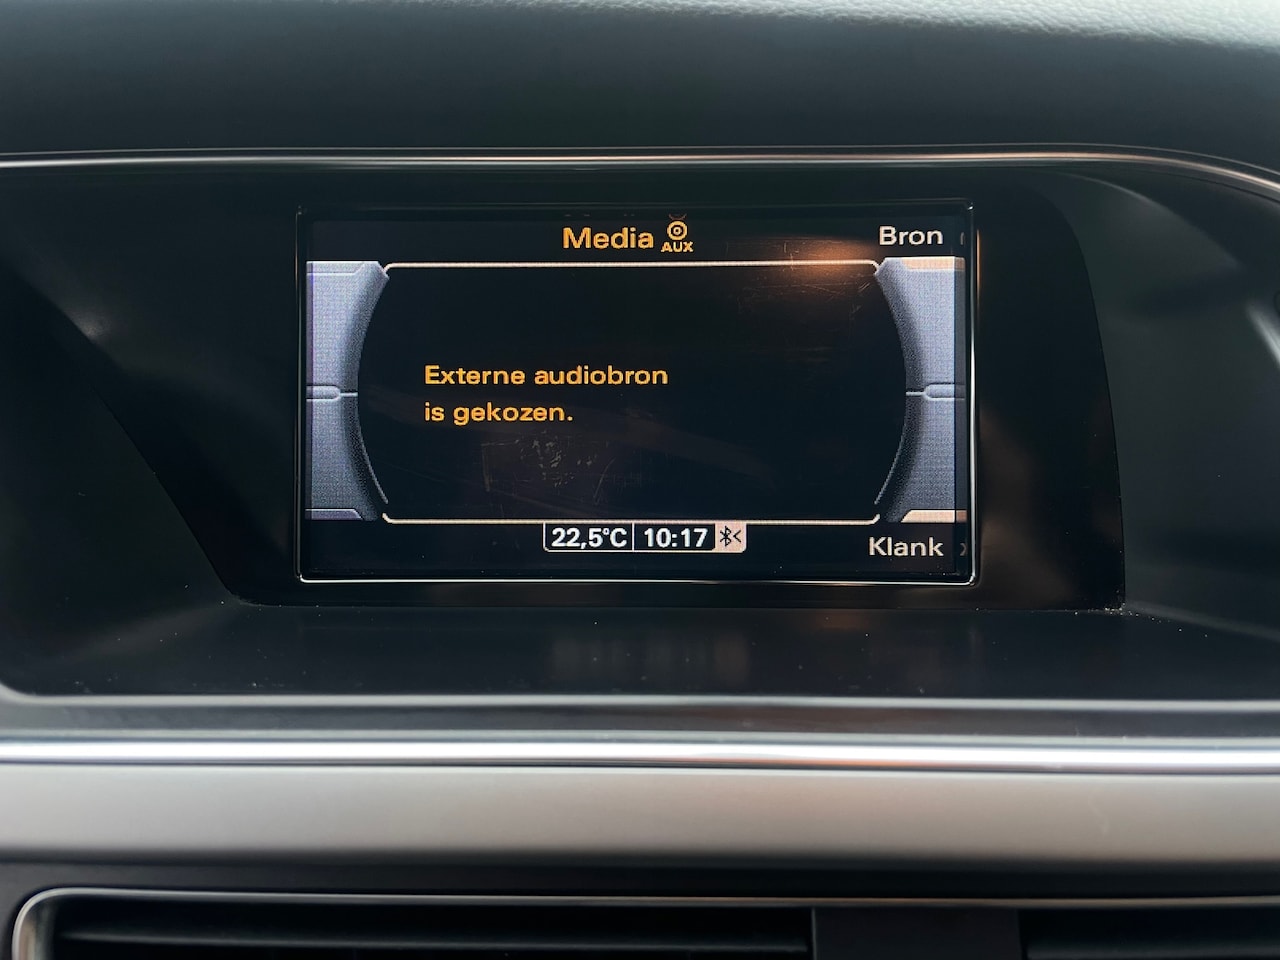 Media AUX
Bron
Externe audiobron
is gekozen.
22,5°C 10:17
Klank